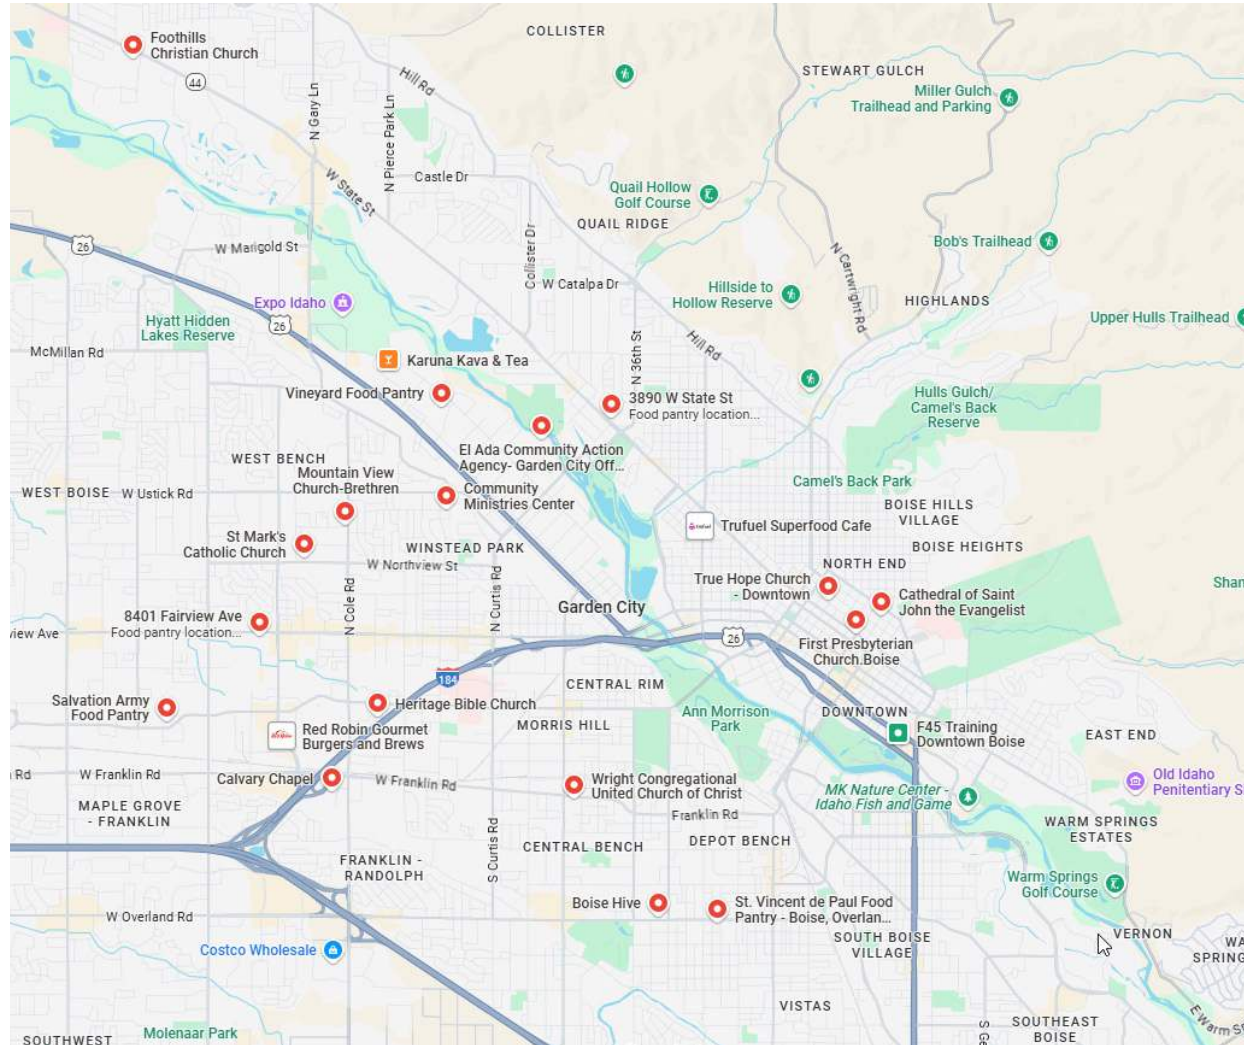 COLLISTER
Foothills
Christian Church
44
Hill Rd
STEWART GULCH
Miller Gulch
Trailhead and Parking
N Gary Ln
N Pierce Park Ln
Castle Dr
W State St
Quail Hollow
Golf Course
QUAIL RIDGE
26
W Marigold St
Collister Dr
W Catalpa Dr
N Cartwright Rd
Bob's Trailhead
Hillside to
Hollow Reserve
HIGHLANDS
Expo Idaho
Hyatt Hidden
Lakes Reserve
26
Upper Hulls Trailhead
McMillan Rd
Karuna Kava & Tea
N 36th St
Hill Rd
Vineyard Food Pantry
3890 W State St
Food pantry location...
Hulls Gulch/
Camel's Back
Reserve
El Ada Community Action
Agency- Garden City Off...
WEST BENCH
Mountain View
Church-Brethren
WEST BOISE
W Ustick Rd
Community
Ministries Center
Camel's Back Park
BOISE HILLS
VILLAGE
St Mark's
Catholic Church
WINSTEAD PARK
W Northview St
Trufuel Superfood Cafe
BOISE HEIGHTS
NORTH END
True Hope Church
- Downtown
Cathedral of Saint
John the Evangelist
Shan
N Cole Rd
N Curtis Rd
Garden City
8401 Fairview Ave
Food pantry location...
view Ave
26
First Presbyterian
Church.Boise
184
CENTRAL RIM
Salvation Army
Food Pantry
Heritage Bible Church
MORRIS HILL
Ann Morrison
Park
DOWNTOWN
Red Robin Gourmet
Burgers and Brews
F45 Training
Downtown Boise
EAST END
Rd
W Franklin Rd
Calvary Chapel
W Franklin Rd
Wright Congregational
United Church of Christ
MK Nature Center -
Idaho Fish and Game
Old Idaho
Penitentiary Si
MAPLE GROVE
- FRANKLIN
Franklin Rd
WARM SPRINGS
ESTATES
S Curtis Rd
CENTRAL BENCH
DEPOT BENCH
FRANKLIN -
RANDOLPH
Warm Springs
Golf Course
W Overland Rd
Boise Hive
St. Vincent de Paul Food
Pantry - Boise, Overlan...
Costco Wholesale
SOUTH BOISE
VILLAGE
VERNON
WA
SPRING
VISTAS
E Warm S
Molenaar Park
SOUTHWEST
S Ge
SOUTHEAST
BOISE